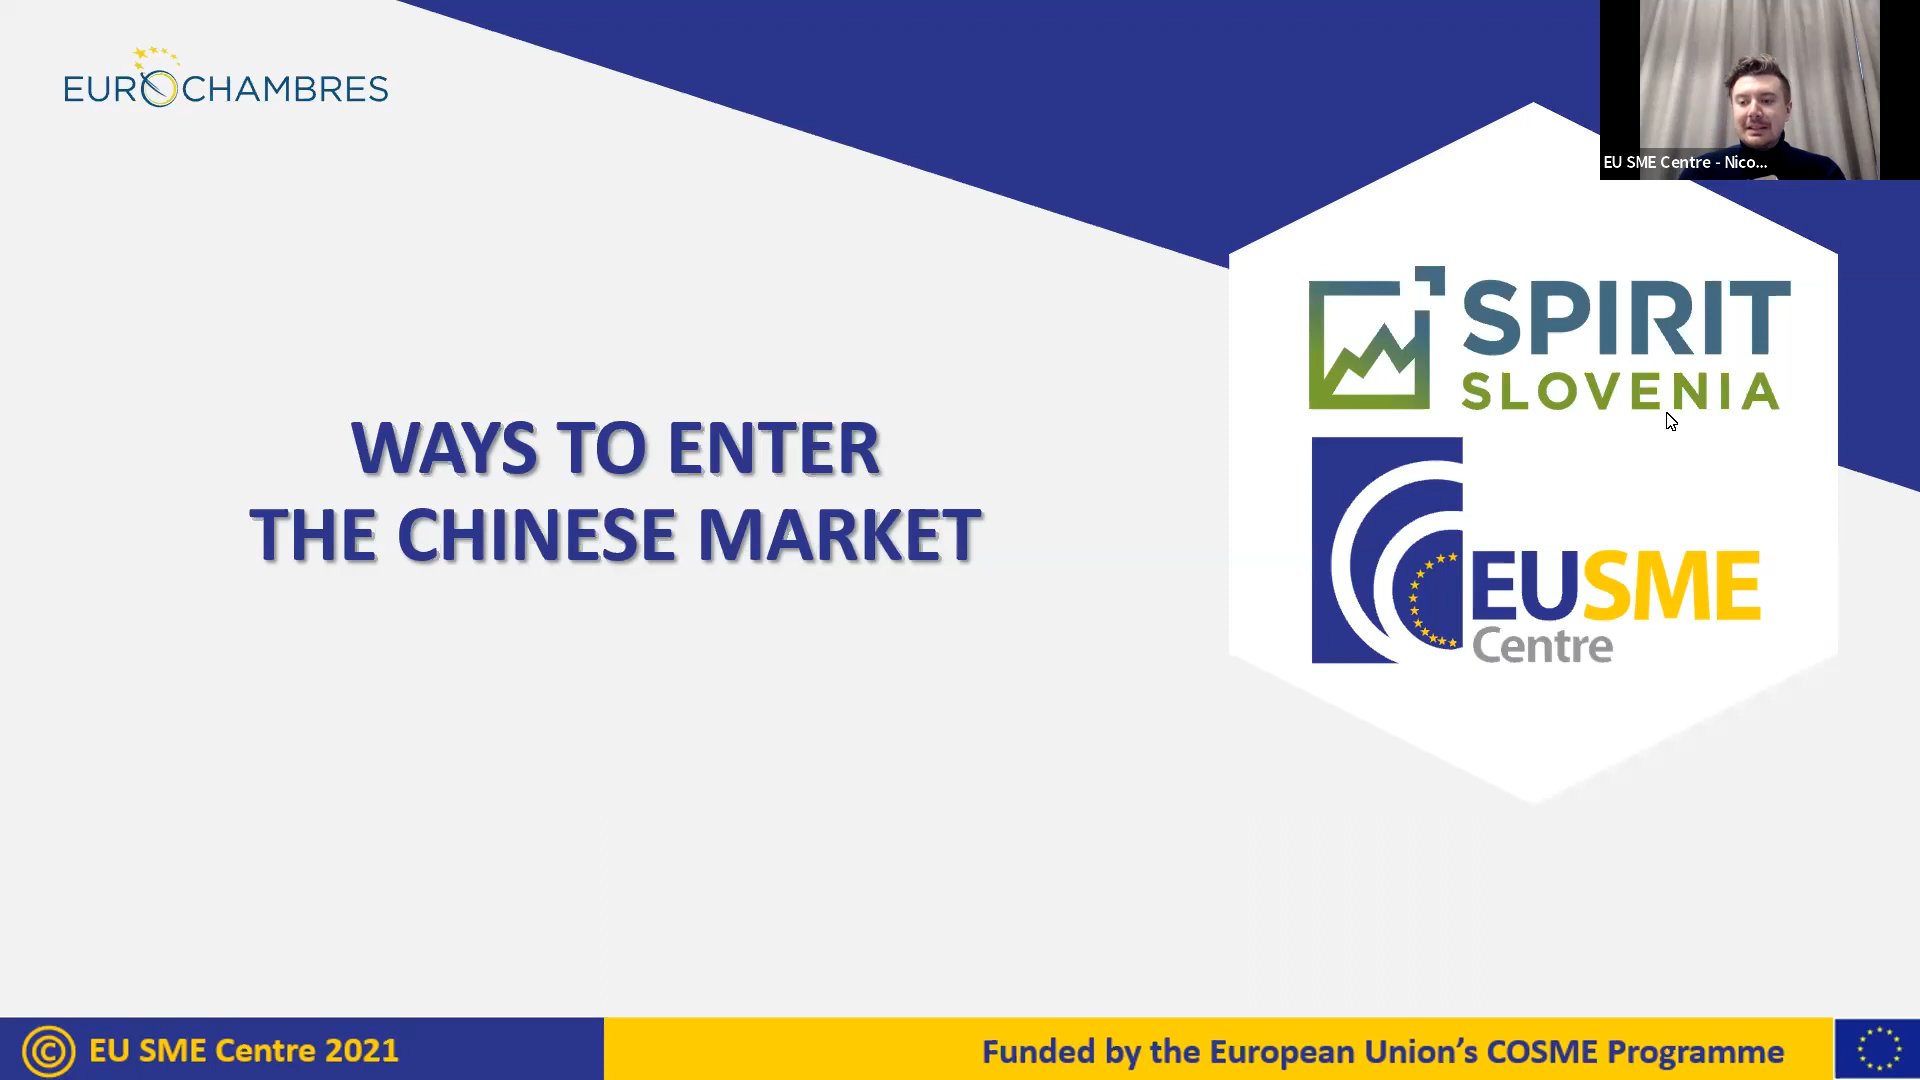 EUROCHAMBRES
EU SME Centre - Nico...
SPIRIT
SLOVENIA
WAYS TO ENTER
THE CHINESE MARKET
EUSME
Centre
© EU SME Centre 2021
Funded by the European Union’s COSME Programme